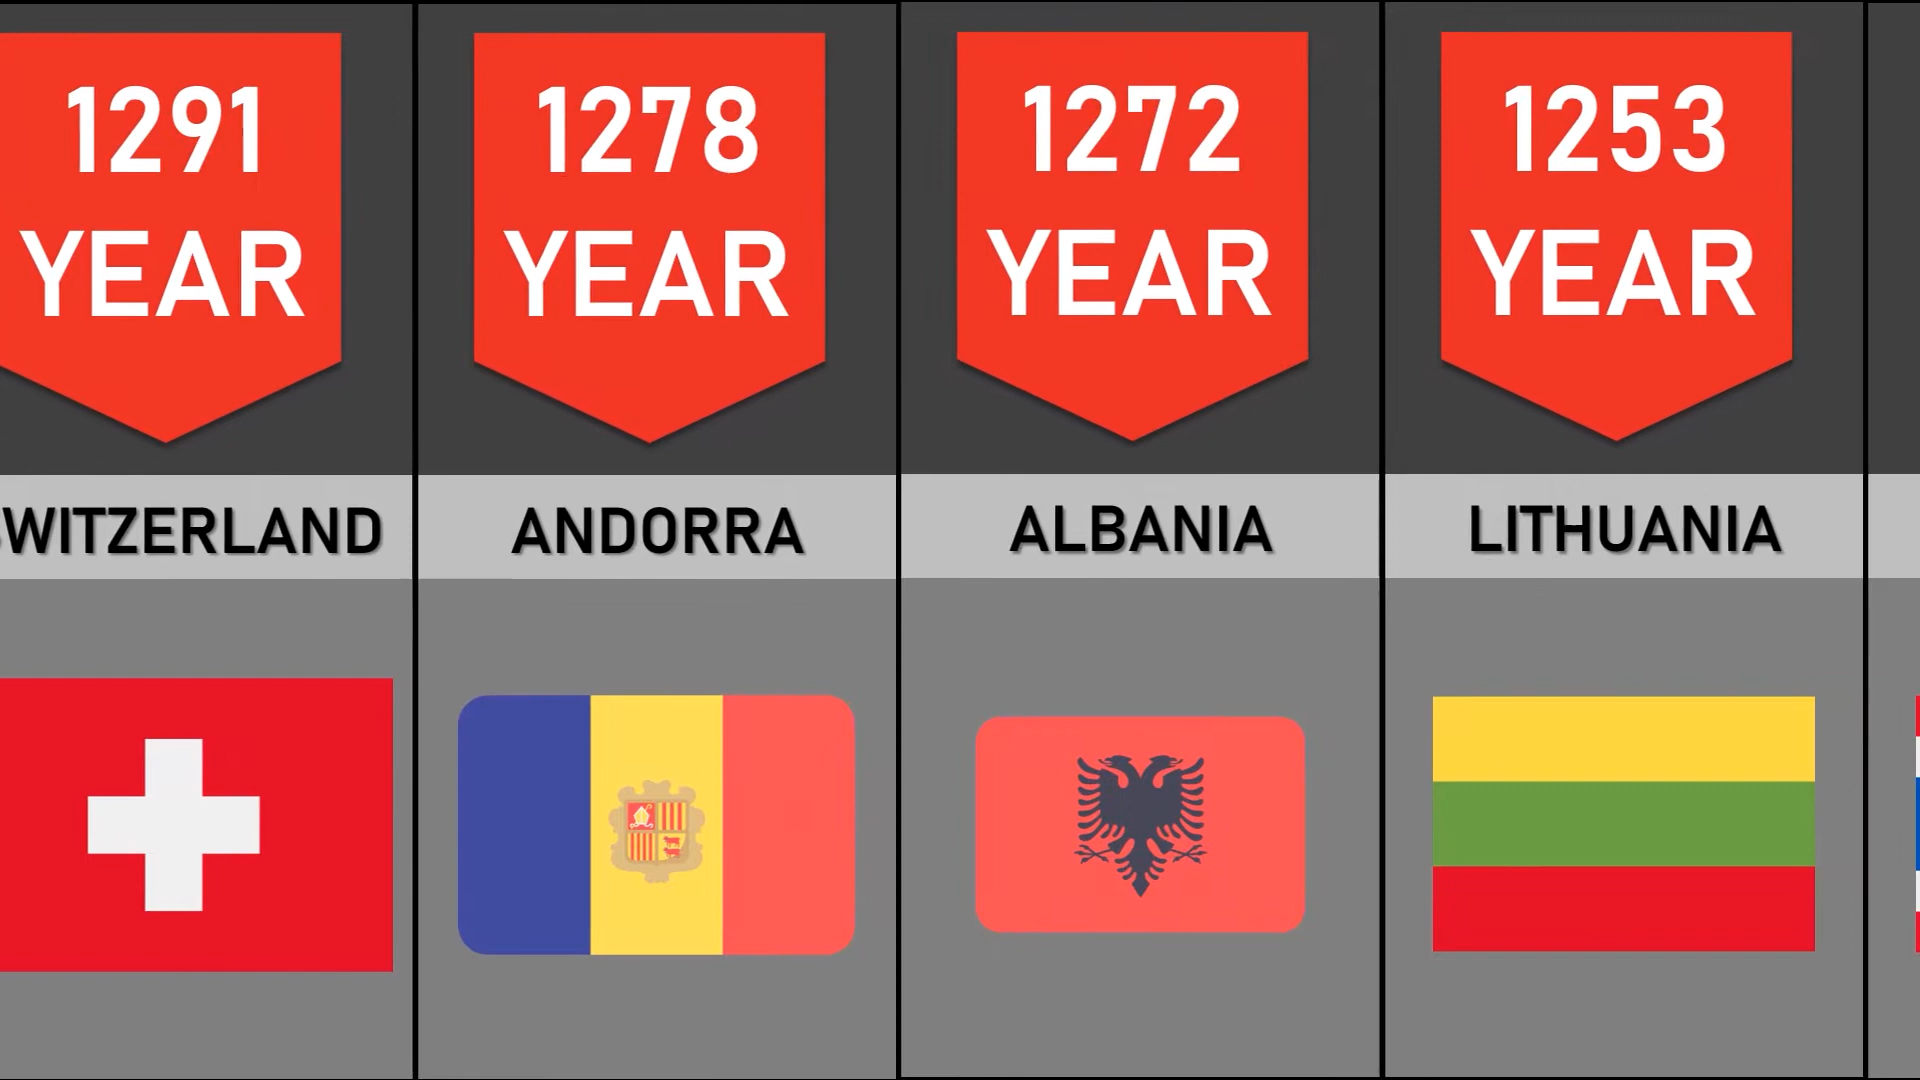 1291
YEAR
WITZERLAND
1278
YEAR
ANDORRA
1272
YEAR
ALBANIA
1253
YEAR
LITHUANIA